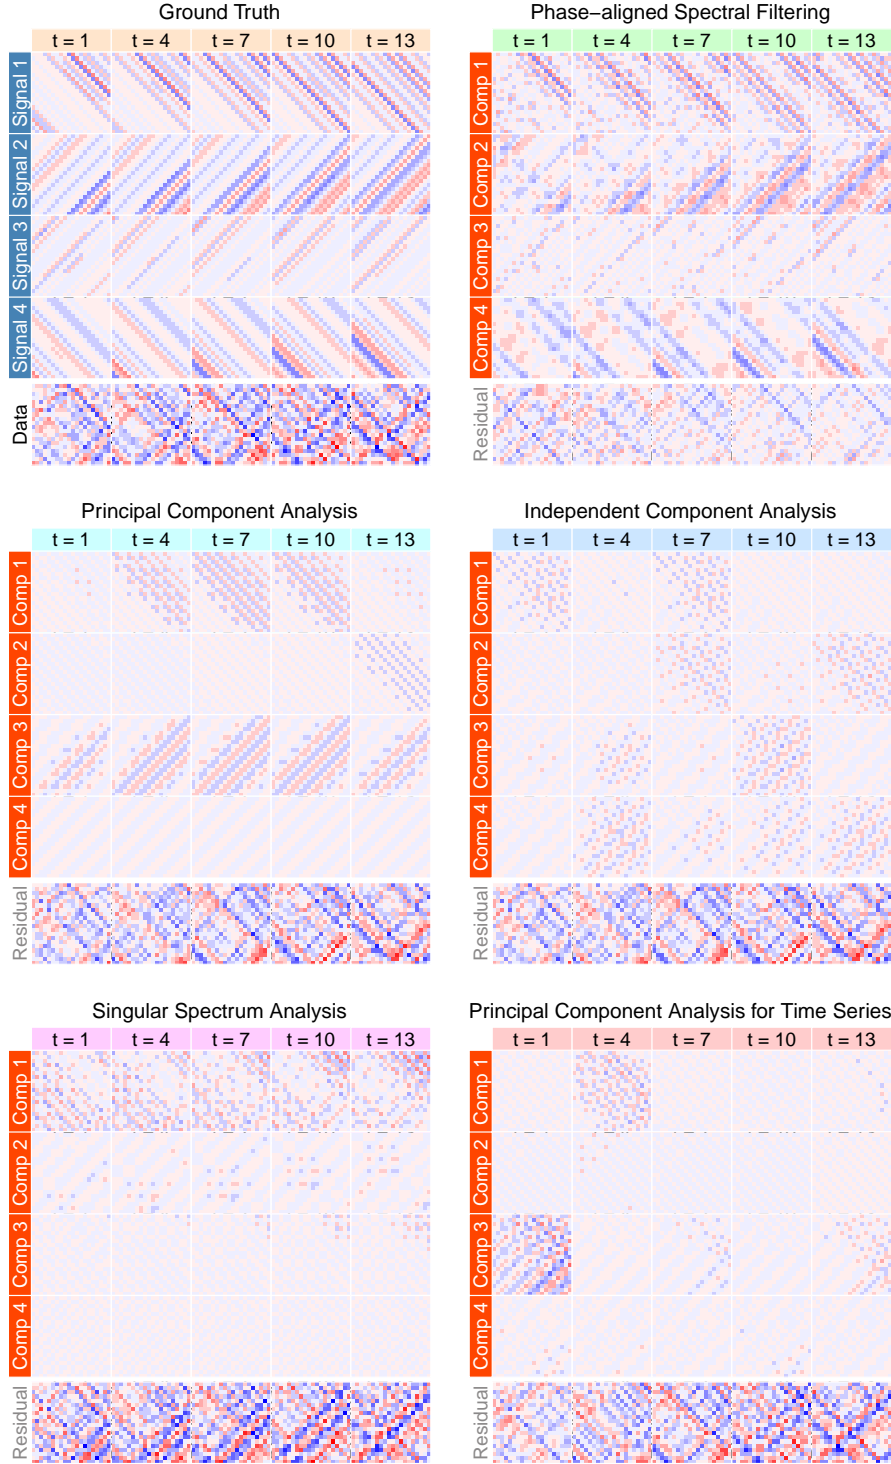 Ground Truth
t = 1 t = 4 t = 7 t = 10 t = 13
Signal 1
Signal 2
Signal 3
Signal 4
Data
Phase−aligned Spectral Filtering
t = 1 t = 4 t = 7 t = 10 t = 13
Comp 1
Comp 2
Comp 3
Comp 4
Residual
Principal Component Analysis
t = 1 t = 4 t = 7 t = 10 t = 13
Comp 1
Comp 2
Comp 3
Comp 4
Residual
Independent Component Analysis
t = 1 t = 4 t = 7 t = 10 t = 13
Comp 1
Comp 2
Comp 3
Comp 4
Residual
Singular Spectrum Analysis
t = 1 t = 4 t = 7 t = 10 t = 13
Comp 1
Comp 2
Comp 3
Comp 4
Residual
Principal Component Analysis for Time Series
t = 1 t = 4 t = 7 t = 10 t = 13
Comp 1
Comp 2
Comp 3
Comp 4
Residual